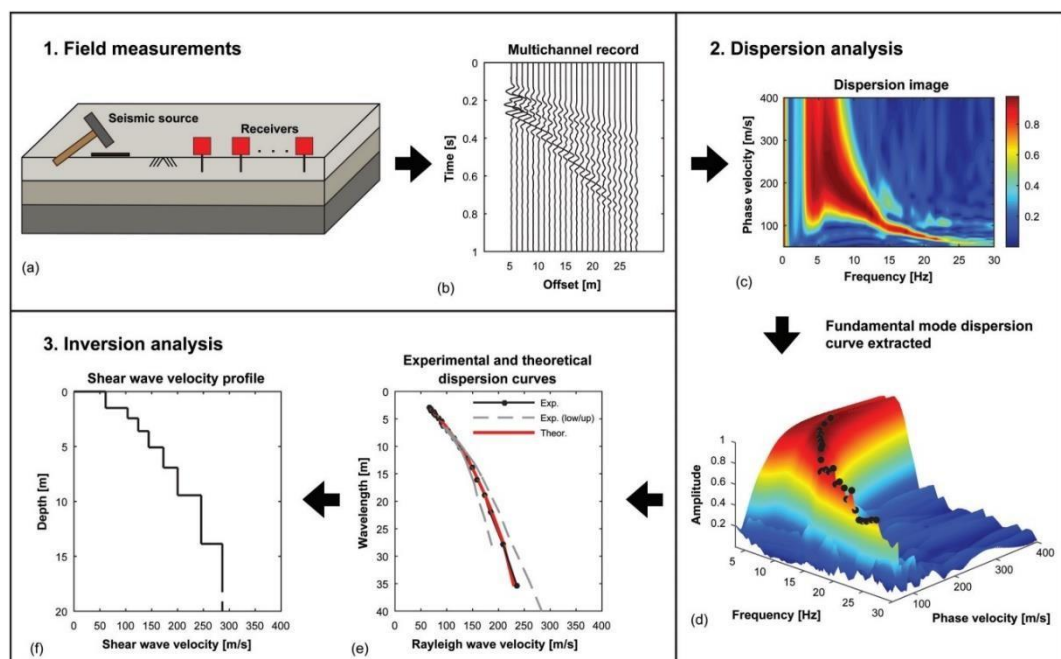 1. Field measurements
Seismic source
Receivers
(a)
Multichannel record
0
0.2
0.4
0.6
0.8
1
Time [s]
5 10 15 20 25
Offset [m]
(b)
2. Dispersion analysis
Dispersion image
400
300
200
100
Phase velocity [m/s]
0 5 10 15 20 25 30
Frequency [Hz]
0.8
0.6
0.4
0.2
(c)
Fundamental mode dispersion
curve extracted
1
0.8
0.6
0.4
0.2
Amplitude
5 10 15 20 25 30
Frequency [Hz]
100 200 300 400
Phase velocity [m/s]
(d)
3. Inversion analysis
Experimental and theoretical
dispersion curves
Exp.
Exp. (low/up)
Theor.
0
5
10
15
20
25
30
35
40
Wavelength [m]
0 50 100 150 200 250 300 350 400
Rayleigh wave velocity [m/s]
(e)
Shear wave velocity profile
0
5
10
15
20
Depth [m]
0 50 100 150 200 250 300 350 400
Shear wave velocity [m/s]
(f)